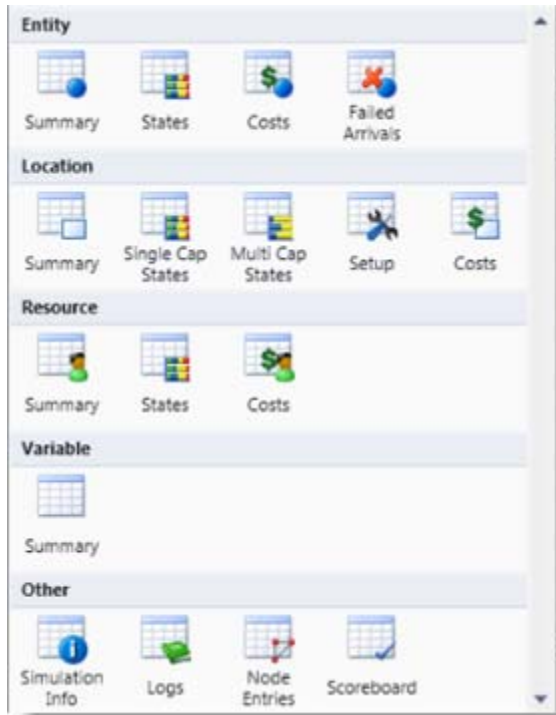 Entity
Summary States Costs Failed
Arrivals
Location
Summary Single Cap
States Multi Cap
States Setup Costs
Resource
Summary States Costs
Variable
Summary
Other
Simulation
Info Logs Node
Entries Scoreboard